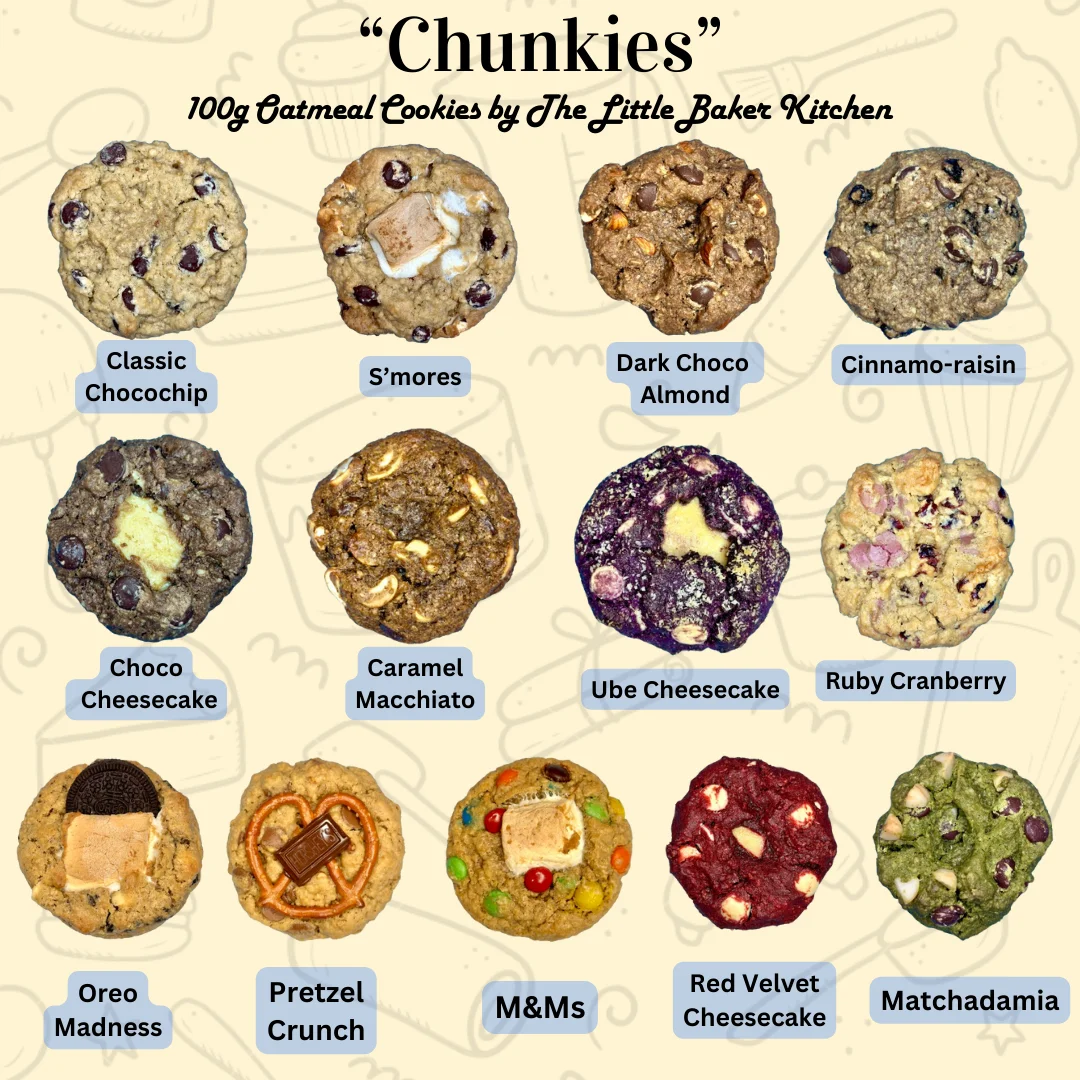 “Chunkies”
100g Oatmeal Cookies by The Little Baker Kitchen
Classic
Chocochip
S’mores
Dark Choco
Almond
Cinnamo-raisin
Choco
Cheesecake
Caramel
Macchiato
Ube Cheesecake
Ruby Cranberry
Oreo
Madness
Pretzel
Crunch
M&Ms
Red Velvet
Cheesecake
Matchadamia